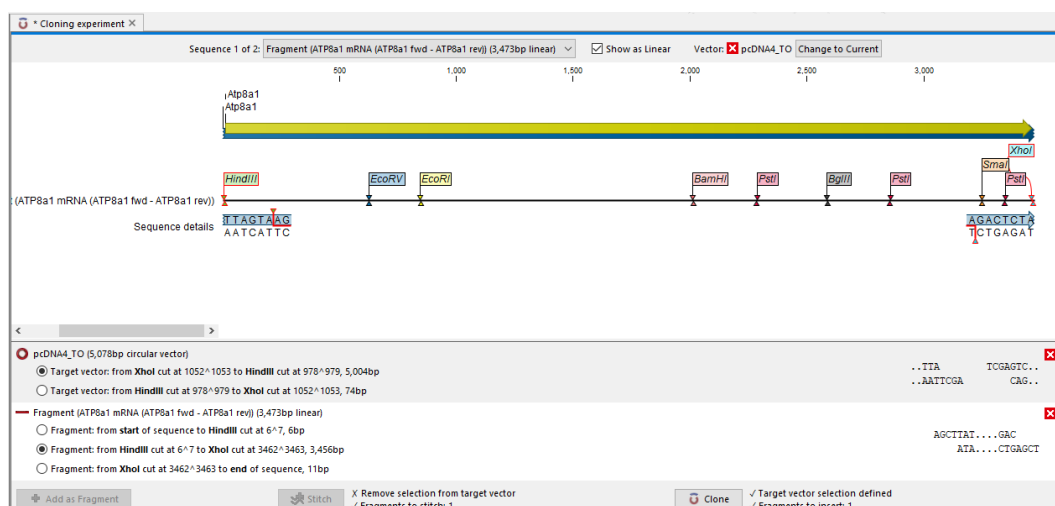 * Cloning experiment ×
Sequence 1 of 2: Fragment (ATP8a1 mRNA (ATP8a1 fwd - ATP8a1 rev)) (3,473bp linear) Show as Linear Vector: pcDNA4_TO Change to Current
500 1,000 1,500 2,000 2,500 3,000
Atp8a1
Atp8a1
XhoI
SmaI
HindIII EcoRV EcoRI BamHI PstI BglII PstI PstI
: (ATP8a1 mRNA (ATP8a1 fwd - ATP8a1 rev))
Sequence details TTAGTAAG AGACTCTA
AATCATTC TCTGAGAT
pcDNA4_TO (5,078bp circular vector)
Target vector: from XhoI cut at 1052^1053 to HindIII cut at 978^979, 5,004bp ..TTA TCGAGTC..
Target vector: from HindIII cut at 978^979 to XhoI cut at 1052^1053, 74bp ..AATTCGA CAG..
Fragment (ATP8a1 mRNA (ATP8a1 fwd - ATP8a1 rev)) (3,473bp linear)
Fragment: from start of sequence to HindIII cut at 6^7, 6bp AGCTTAT....GAC
Fragment: from HindIII cut at 6^7 to XhoI cut at 3462^3463, 3,456bp ATA....CTGAGCT
Fragment: from XhoI cut at 3462^3463 to end of sequence, 11bp
Add as Fragment Stitch X Remove selection from target vector Clone ✓ Target vector selection defined
✓ Fragments to stitch: 1 ✓ Fragments to insert: 1